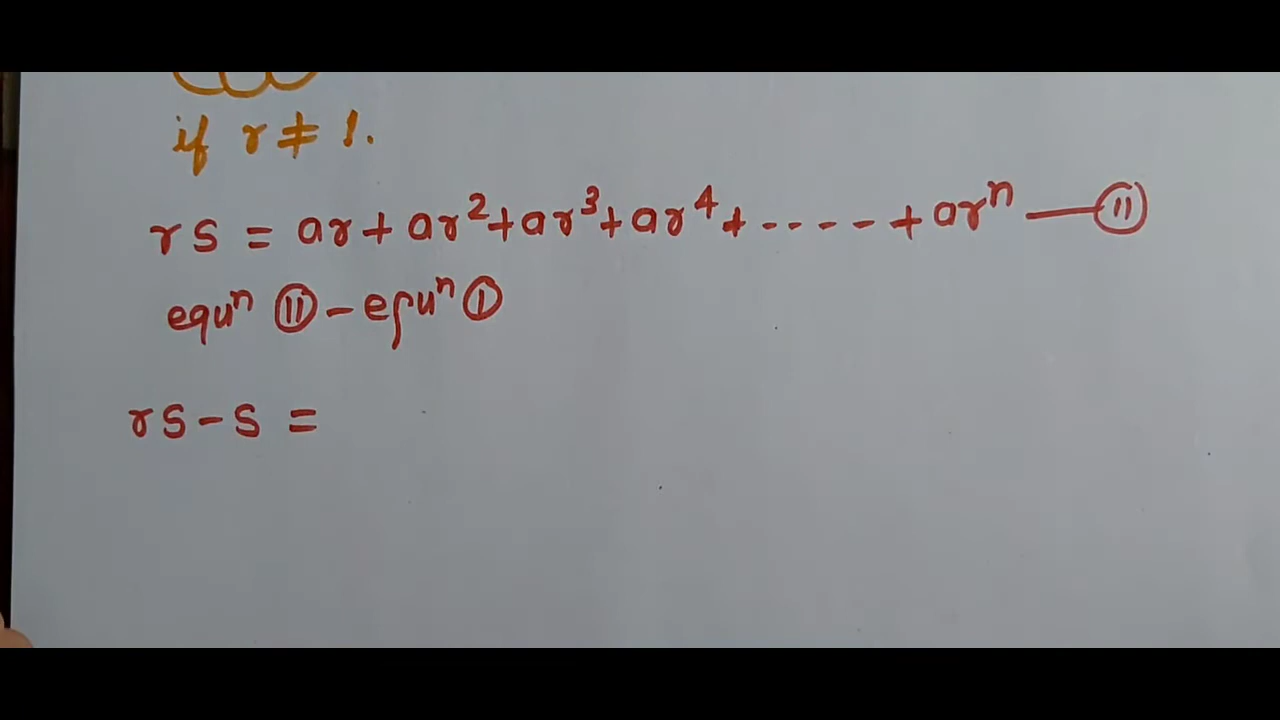 if r ≠ 1.
rS = ar + ar² + ar³ + ar⁴ + ..... + arⁿ —— Ⓘ⃝II
equⁿ (II) - equⁿ (I)
rS - S =